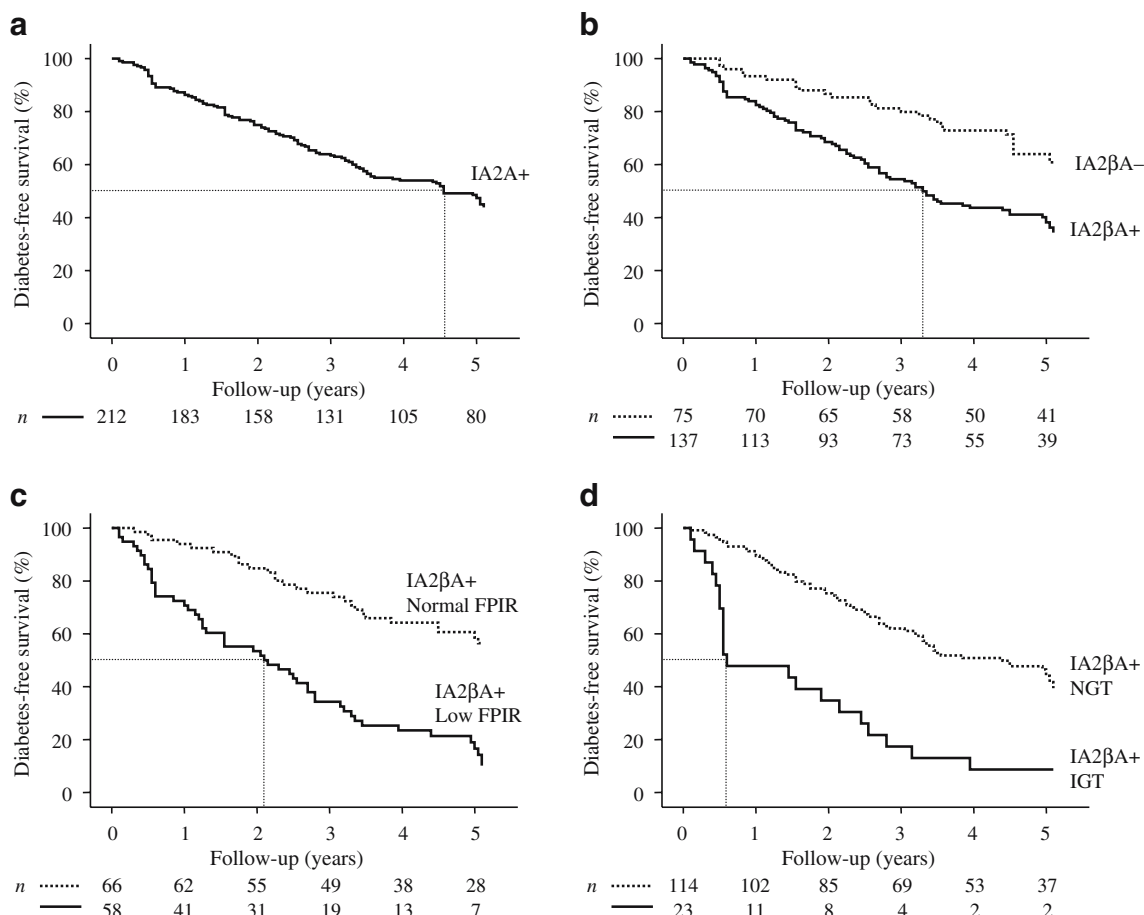 a
Diabetes-free survival (%)
100
80
60
40
20
0
IA2A+
0 1 2 3 4 5
Follow-up (years)
n 212 183 158 131 105 80
b
Diabetes-free survival (%)
100
80
60
40
20
0
IA2βA–
IA2βA+
0 1 2 3 4 5
Follow-up (years)
n 75 70 65 58 50 41
137 113 93 73 55 39
c
Diabetes-free survival (%)
100
80
60
40
20
0
IA2βA+
Normal FPIR
IA2βA+
Low FPIR
0 1 2 3 4 5
Follow-up (years)
n 66 62 55 49 38 28
58 41 31 19 13 7
d
Diabetes-free survival (%)
100
80
60
40
20
0
IA2βA+
NGT
IA2βA+
IGT
0 1 2 3 4 5
Follow-up (years)
n 114 102 85 69 53 37
23 11 8 4 2 2